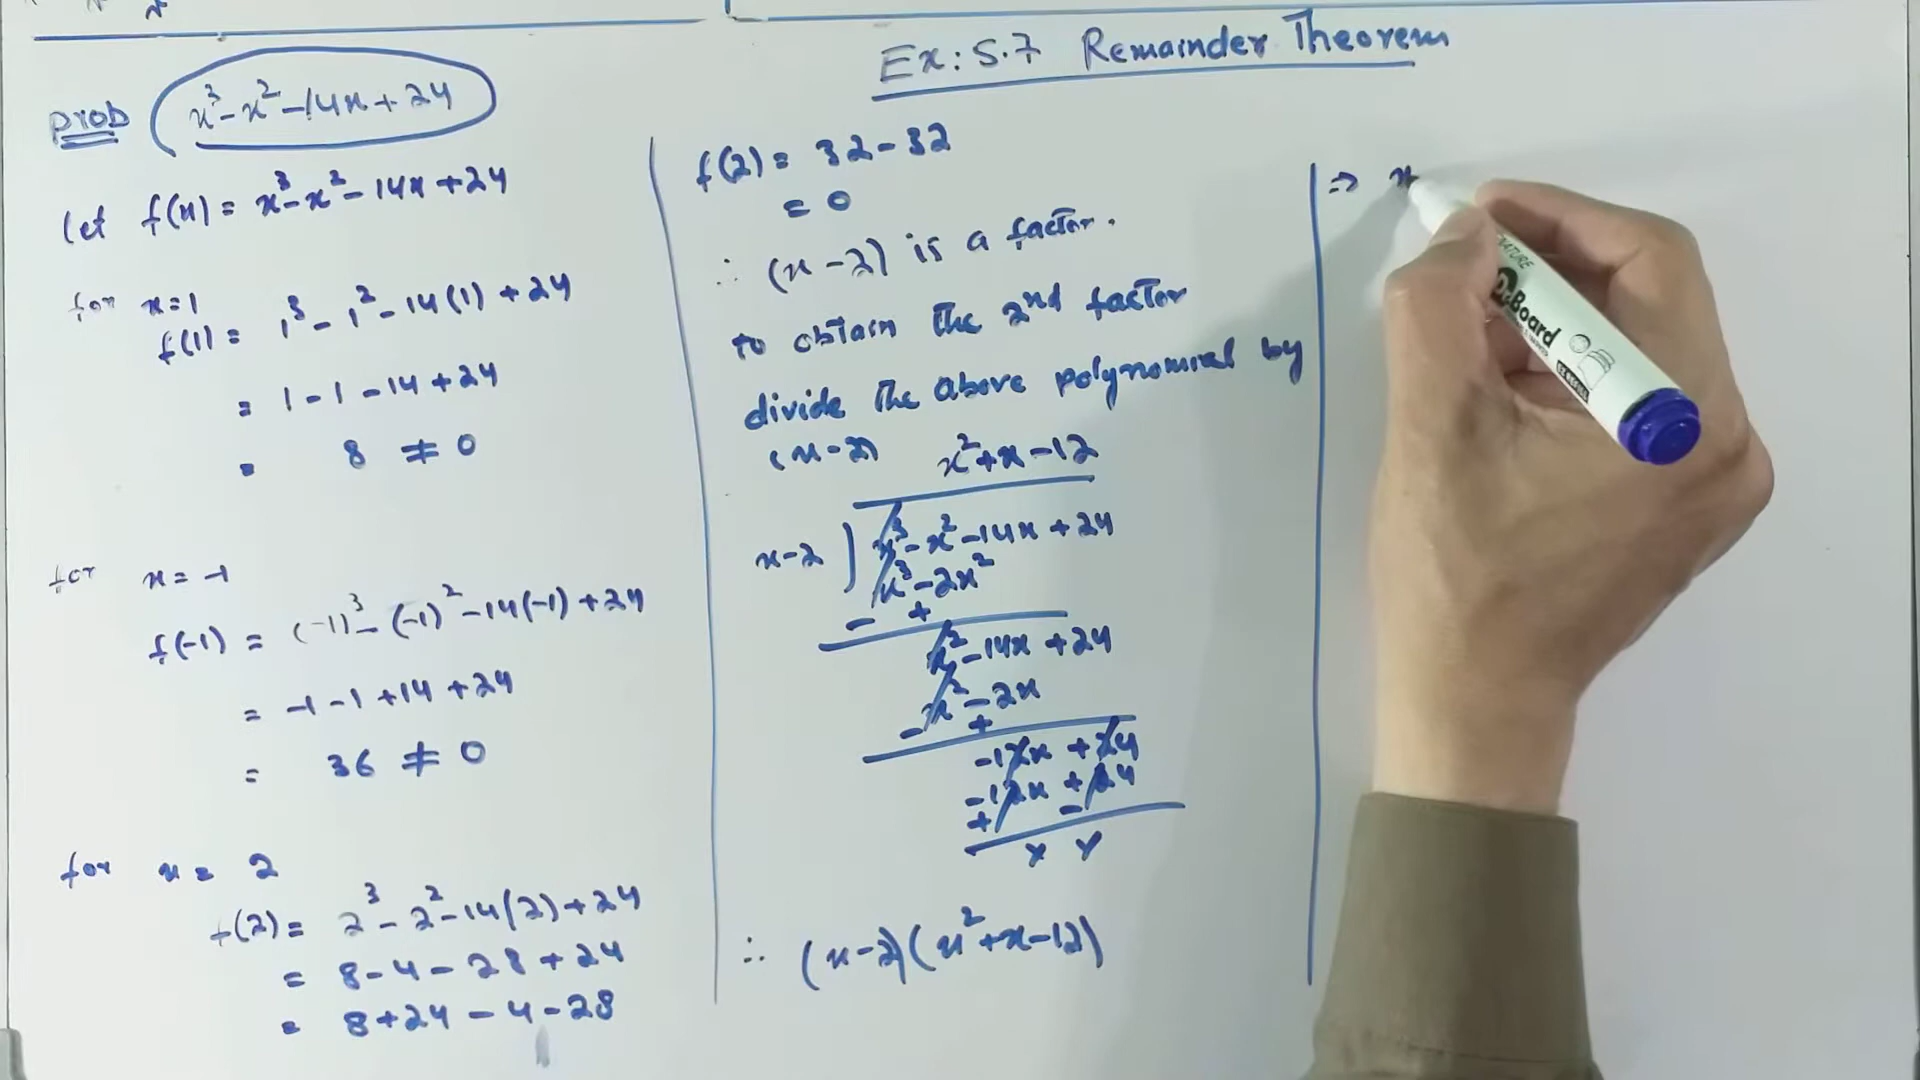 Ex: 5.7 Remainder Theorem
prob x³-x²-14x+24
let f(x) = x³-x²-14x+24
for x=1
f(1) = 1³-1²-14(1)+24
= 1-1-14+24
= 8 ≠ 0
for x=-1
f(-1) = (-1)³-(-1)²-14(-1)+24
= -1-1+14+24
= 36 ≠ 0
for x = 2
f(2) = 2³-2²-14(2)+24
= 8-4-28+24
= 8+24-4-28
f(2) = 32-32
= 0
∴ (x-2) is a factor.
to obtain the 2nd factor
divide the above polynomial by
(x-2)
x²+x-12
x-2 ) x³-x²-14x+24
x³-2x²
- +
x²-14x+24
x²-2x
- +
-12x+24
-12x+24
+ -
x x
∴ (x-2)(x²+x-12)
⇒ x
Dr. Board